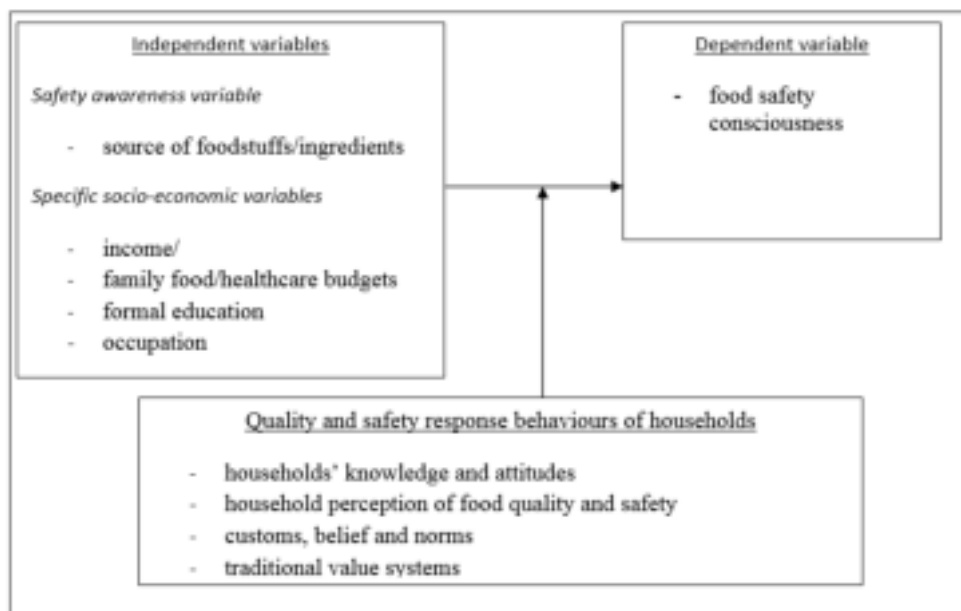 Independent variables
Safety awareness variable
- source of foodstuffs/ingredients
Specific socio-economic variables
- income/
- family food/healthcare budgets
- formal education
- occupation
Dependent variable
- food safety
consciousness
Quality and safety response behaviours of households
- households' knowledge and attitudes
- household perception of food quality and safety
- customs, belief and norms
- traditional value systems